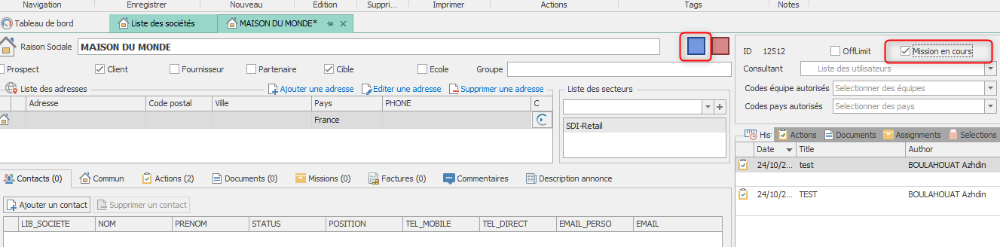 Navigation Enregistrer Nouveau Edition Suppri... Imprimer Actions Tags Notes
Tableau de bord Liste des sociétés MAISON DU MONDE*
Raison Sociale MAISON DU MONDE
ID 12512 OffLimit Mission en cours
Prospect Client Fournisseur Partenaire Cible Ecole Groupe
Consultant Liste des utilisateurs
Liste des adresses Ajouter une adresse Editer une adresse Supprimer une adresse
Liste des secteurs
Codes équipe autorisés Selectionner des équipes
Adresse Code postal Ville Pays PHONE C
Codes pays autorisés Selectionner des pays
France
SDI-Retail
Hist Actions Documents Assignments Selections
Date Title Author
24/10/2... test BOULAHOUAT Azhdin
24/10/2... TEST BOULAHOUAT Azhdin
Contacts (0) Commun Actions (2) Documents (0) Missions (0) Factures (0) Commentaires Description annonce
Ajouter un contact Supprimer un contact
LIB_SOCIETE NOM PRENOM STATUS POSITION TEL_MOBILE TEL_DIRECT EMAIL_PERSO EMAIL